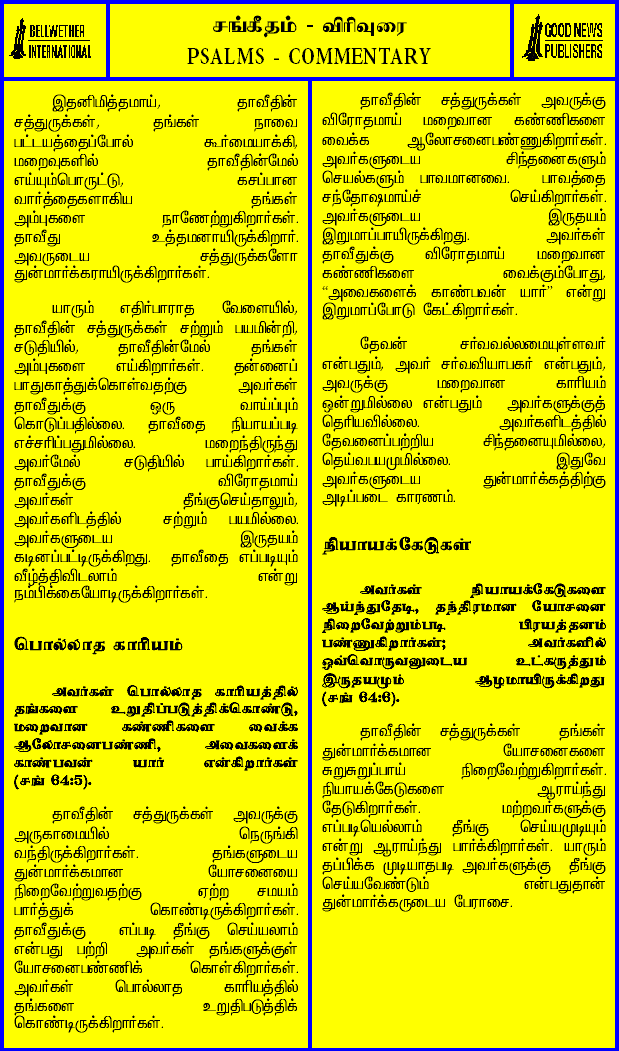 BELLWETHER
INTERNATIONAL
சங்கீதம் - விரிவுரை
PSALMS - COMMENTARY
GOOD NEWS
PUBLISHERS
இதனிமித்தமாய், தாவீதின்
சத்துருக்கள், தங்கள் நாவை
பட்டயத்தைப்போல் கூர்மையாக்கி,
மறைவுகளில் தாவீதின்மேல்
எய்யும்பொருட்டு, கசப்பான
வார்த்தைகளாகிய தங்கள்
அம்புகளை நாணேற்றுகிறார்கள்.
தாவீது உத்தமனாயிருக்கிறார்.
அவருடைய சத்துருக்களோ
துன்மார்க்கராயிருக்கிறார்கள்.
யாரும் எதிர்பாராத வேளையில்,
தாவீதின் சத்துருக்கள் சற்றும் பயமின்றி,
சடுதியில், தாவீதின்மேல் தங்கள்
அம்புகளை எய்கிறார்கள். தன்னைப்
பாதுகாத்துக்கொள்வதற்கு அவர்கள்
தாவீதுக்கு ஒரு வாய்ப்பும்
கொடுப்பதில்லை. தாவீதை நியாயப்படி
எச்சரிப்பதுமில்லை. மறைந்திருந்து
அவர்மேல் சடுதியில் பாய்கிறார்கள்.
தாவீதுக்கு விரோதமாய்
அவர்கள் தீங்குசெய்தாலும்,
அவர்களிடத்தில் சற்றும் பயமில்லை.
அவர்களுடைய இருதயம்
கடினப்பட்டிருக்கிறது. தாவீதை எப்படியும்
வீழ்த்திவிடலாம் என்று
நம்பிக்கையோடிருக்கிறார்கள்.
பொல்லாத காரியம்
அவர்கள் பொல்லாத காரியத்தில்
தங்களை உறுதிப்படுத்திக்கொண்டு,
மறைவான கண்ணிகளை வைக்க
ஆலோசனைபண்ணி, அவைகளைக்
காண்பவன் யார் என்கிறார்கள்
(சங் 64:5).
தாவீதின் சத்துருக்கள் அவருக்கு
அருகாமையில் நெருங்கி
வந்திருக்கிறார்கள். தங்களுடைய
துன்மார்க்கமான யோசனையை
நிறைவேற்றுவதற்கு ஏற்ற சமயம்
பார்த்துக் கொண்டிருக்கிறார்கள்.
தாவீதுக்கு எப்படி தீங்கு செய்யலாம்
என்பது பற்றி அவர்கள் தங்களுக்குள்
யோசனைபண்ணிக் கொள்கிறார்கள்.
அவர்கள் பொல்லாத காரியத்தில்
தங்களை உறுதிபடுத்திக்
கொண்டிருக்கிறார்கள்.
தாவீதின் சத்துருக்கள் அவருக்கு
விரோதமாய் மறைவான கண்ணிகளை
வைக்க ஆலோசனைபண்ணுகிறார்கள்.
அவர்களுடைய சிந்தனைகளும்
செயல்களும் பாவமானவை. பாவத்தை
சந்தோஷமாய்ச் செய்கிறார்கள்.
அவர்களுடைய இருதயம்
இறுமாப்பாயிருக்கிறது. அவர்கள்
தாவீதுக்கு விரோதமாய் மறைவான
கண்ணிகளை வைக்கும்போது,
“அவைகளைக் காண்பவன் யார்” என்று
இறுமாப்போடு கேட்கிறார்கள்.
தேவன் சர்வவல்லமையுள்ளவர்
என்பதும், அவர் சர்வவியாபகர் என்பதும்,
அவருக்கு மறைவான காரியம்
ஒன்றுமில்லை என்பதும் அவர்களுக்குத்
தெரியவில்லை. அவர்களிடத்தில்
தேவனைப்பற்றிய சிந்தனையுமில்லை,
தெய்வபயமுமில்லை. இதுவே
அவர்களுடைய துன்மார்க்கத்திற்கு
அடிப்படை காரணம்.
நியாயக்கேடுகள்
அவர்கள் நியாயக்கேடுகளை
ஆய்ந்துதேடி, தந்திரமான யோசனை
நிறைவேற்றும்படி பிரயத்தனம்
பண்ணுகிறார்கள்; அவர்களில்
ஒவ்வொருவனுடைய உட்கருத்தும்
இருதயமும் ஆழமாயிருக்கிறது
(சங் 64:6).
தாவீதின் சத்துருக்கள் தங்கள்
துன்மார்க்கமான யோசனைகளை
சுறுசுறுப்பாய் நிறைவேற்றுகிறார்கள்.
நியாயக்கேடுகளை ஆராய்ந்து
தேடுகிறார்கள். மற்றவர்களுக்கு
எப்படியெல்லாம் தீங்கு செய்யமுடியும்
என்று ஆராய்ந்து பார்க்கிறார்கள். யாரும்
தப்பிக்க முடியாதபடி அவர்களுக்கு தீங்கு
செய்யவேண்டும் என்பதுதான்
துன்மார்க்கருடைய பேராசை.